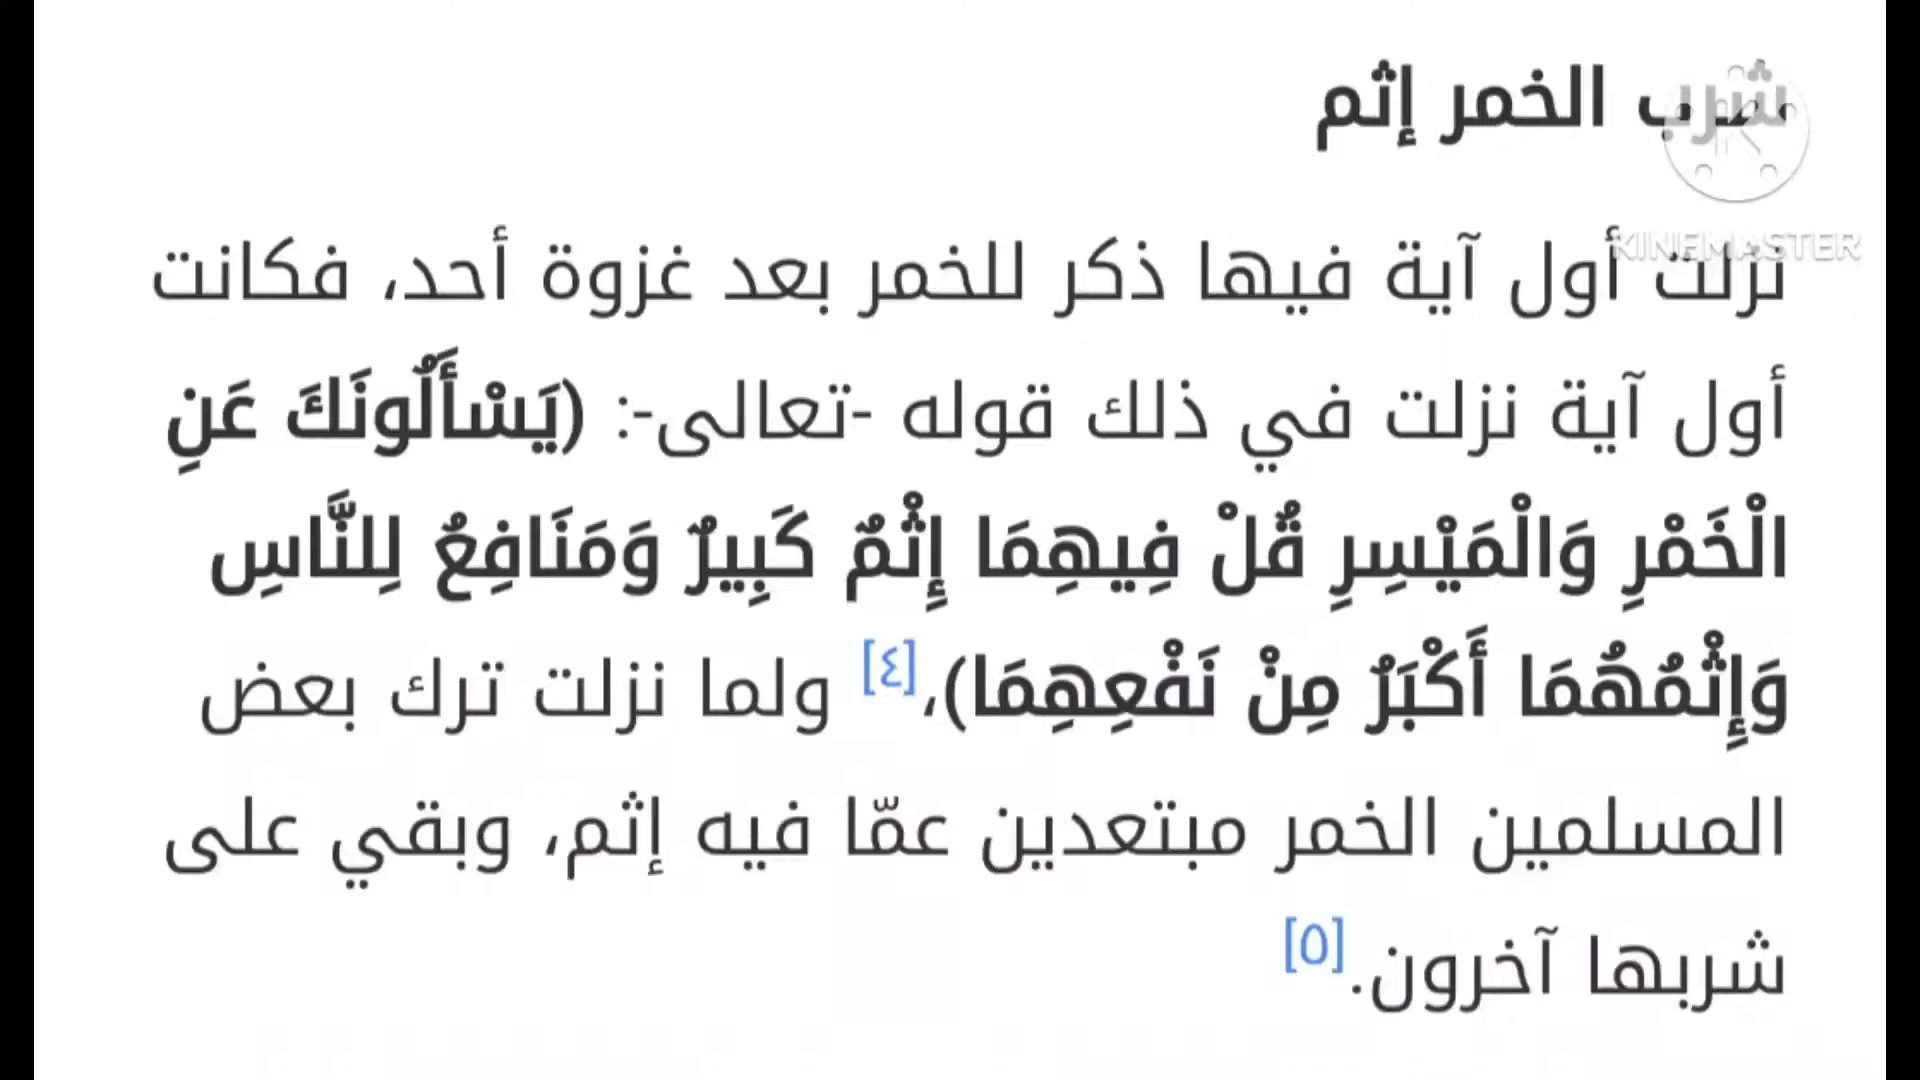 شرب الخمر إثم
KINEMASTER
نزلت أول آية فيها ذكر للخمر بعد غزوة أحد، فكانت
أول آية نزلت في ذلك قوله -تعالى-: (يَسْأَلُونَكَ عَنِ
الْخَمْرِ وَالْمَيْسِرِ قُلْ فِيهِمَا إِثْمٌ كَبِيرٌ وَمَنَافِعُ لِلنَّاسِ
وَإِثْمُهُمَا أَكْبَرُ مِنْ نَفْعِهِمَا)،[٤] ولما نزلت ترك بعض
المسلمين الخمر مبتعدين عمّا فيه إثم، وبقي على
شربها آخرون.[٥]